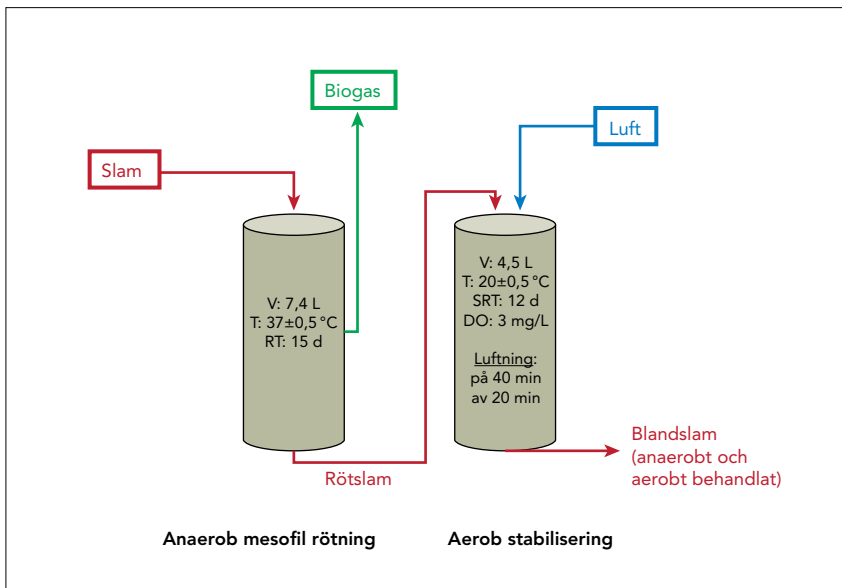 Biogas
Luft
Slam
V: 7,4 L
T: 37±0,5 °C
RT: 15 d
V: 4,5 L
T: 20±0,5 °C
SRT: 12 d
DO: 3 mg/L
Luftning:
på 40 min
av 20 min
Rötslam
Blandslam
(anaerobt och
aerobt behandlat)
Anaerob mesofil rötning
Aerob stabilisering